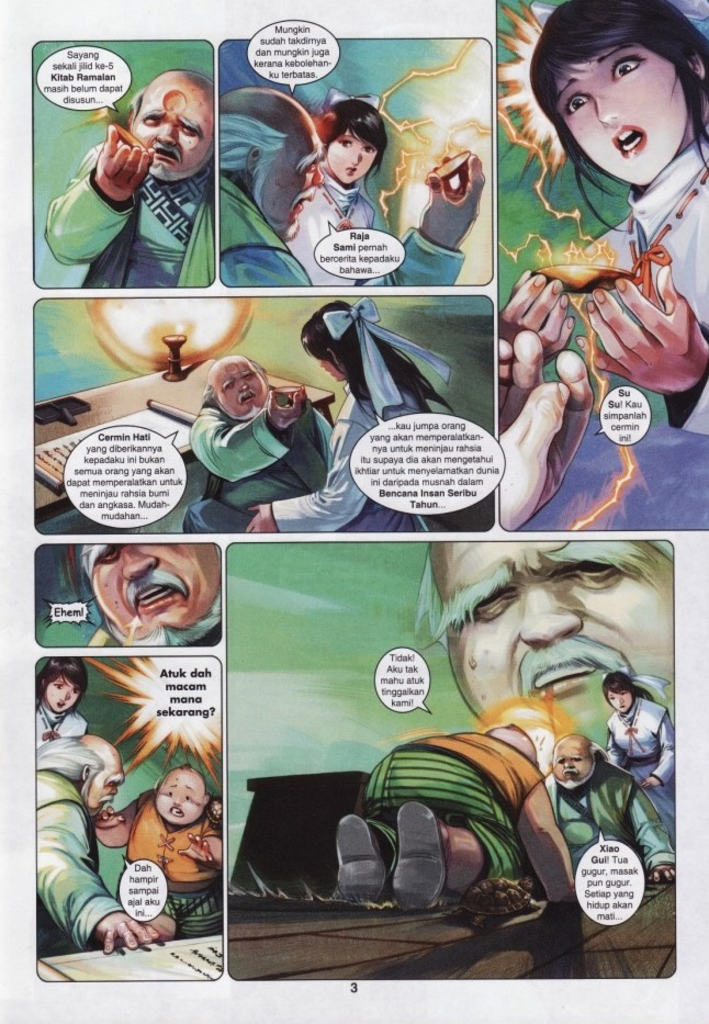 Sayang
sekali jilid ke-5
Kitab Ramalan
masih belum dapat
disusun...
Mungkin
sudah takdirnya
dan mungkin juga
kerana kebolehan-
ku terbatas.
Raja
Sami pernah
bercerita kepadaku
bahawa...
Su
Su! Kau
simpanlah
cermin
ini!
Cermin Hati
yang diberikannya
kepadaku ini bukan
semua orang yang akan
dapat memperalatkan
untuk meninjau rahsia bumi
dan angkasa. Mudah-
mudahan...
...kau jumpa orang
yang akan memperalatkan-
nya untuk meninjau rahsia
itu supaya dia akan mengetahui
ikhtiar untuk menyelamatkan dunia
ini daripada musnah dalam
Bencana Insan Seribu
Tahun...
Ehem!
Atuk dah
macam
mana
sekarang?
Dah
hampir
sampai
ajal aku
ini...
Tidak!
Aku tak
mahu atuk
tinggalkan
kami!
Xiao
Gui! Tua
gugur, masak
pun gugur.
Setiap yang
hidup akan
mati...
3